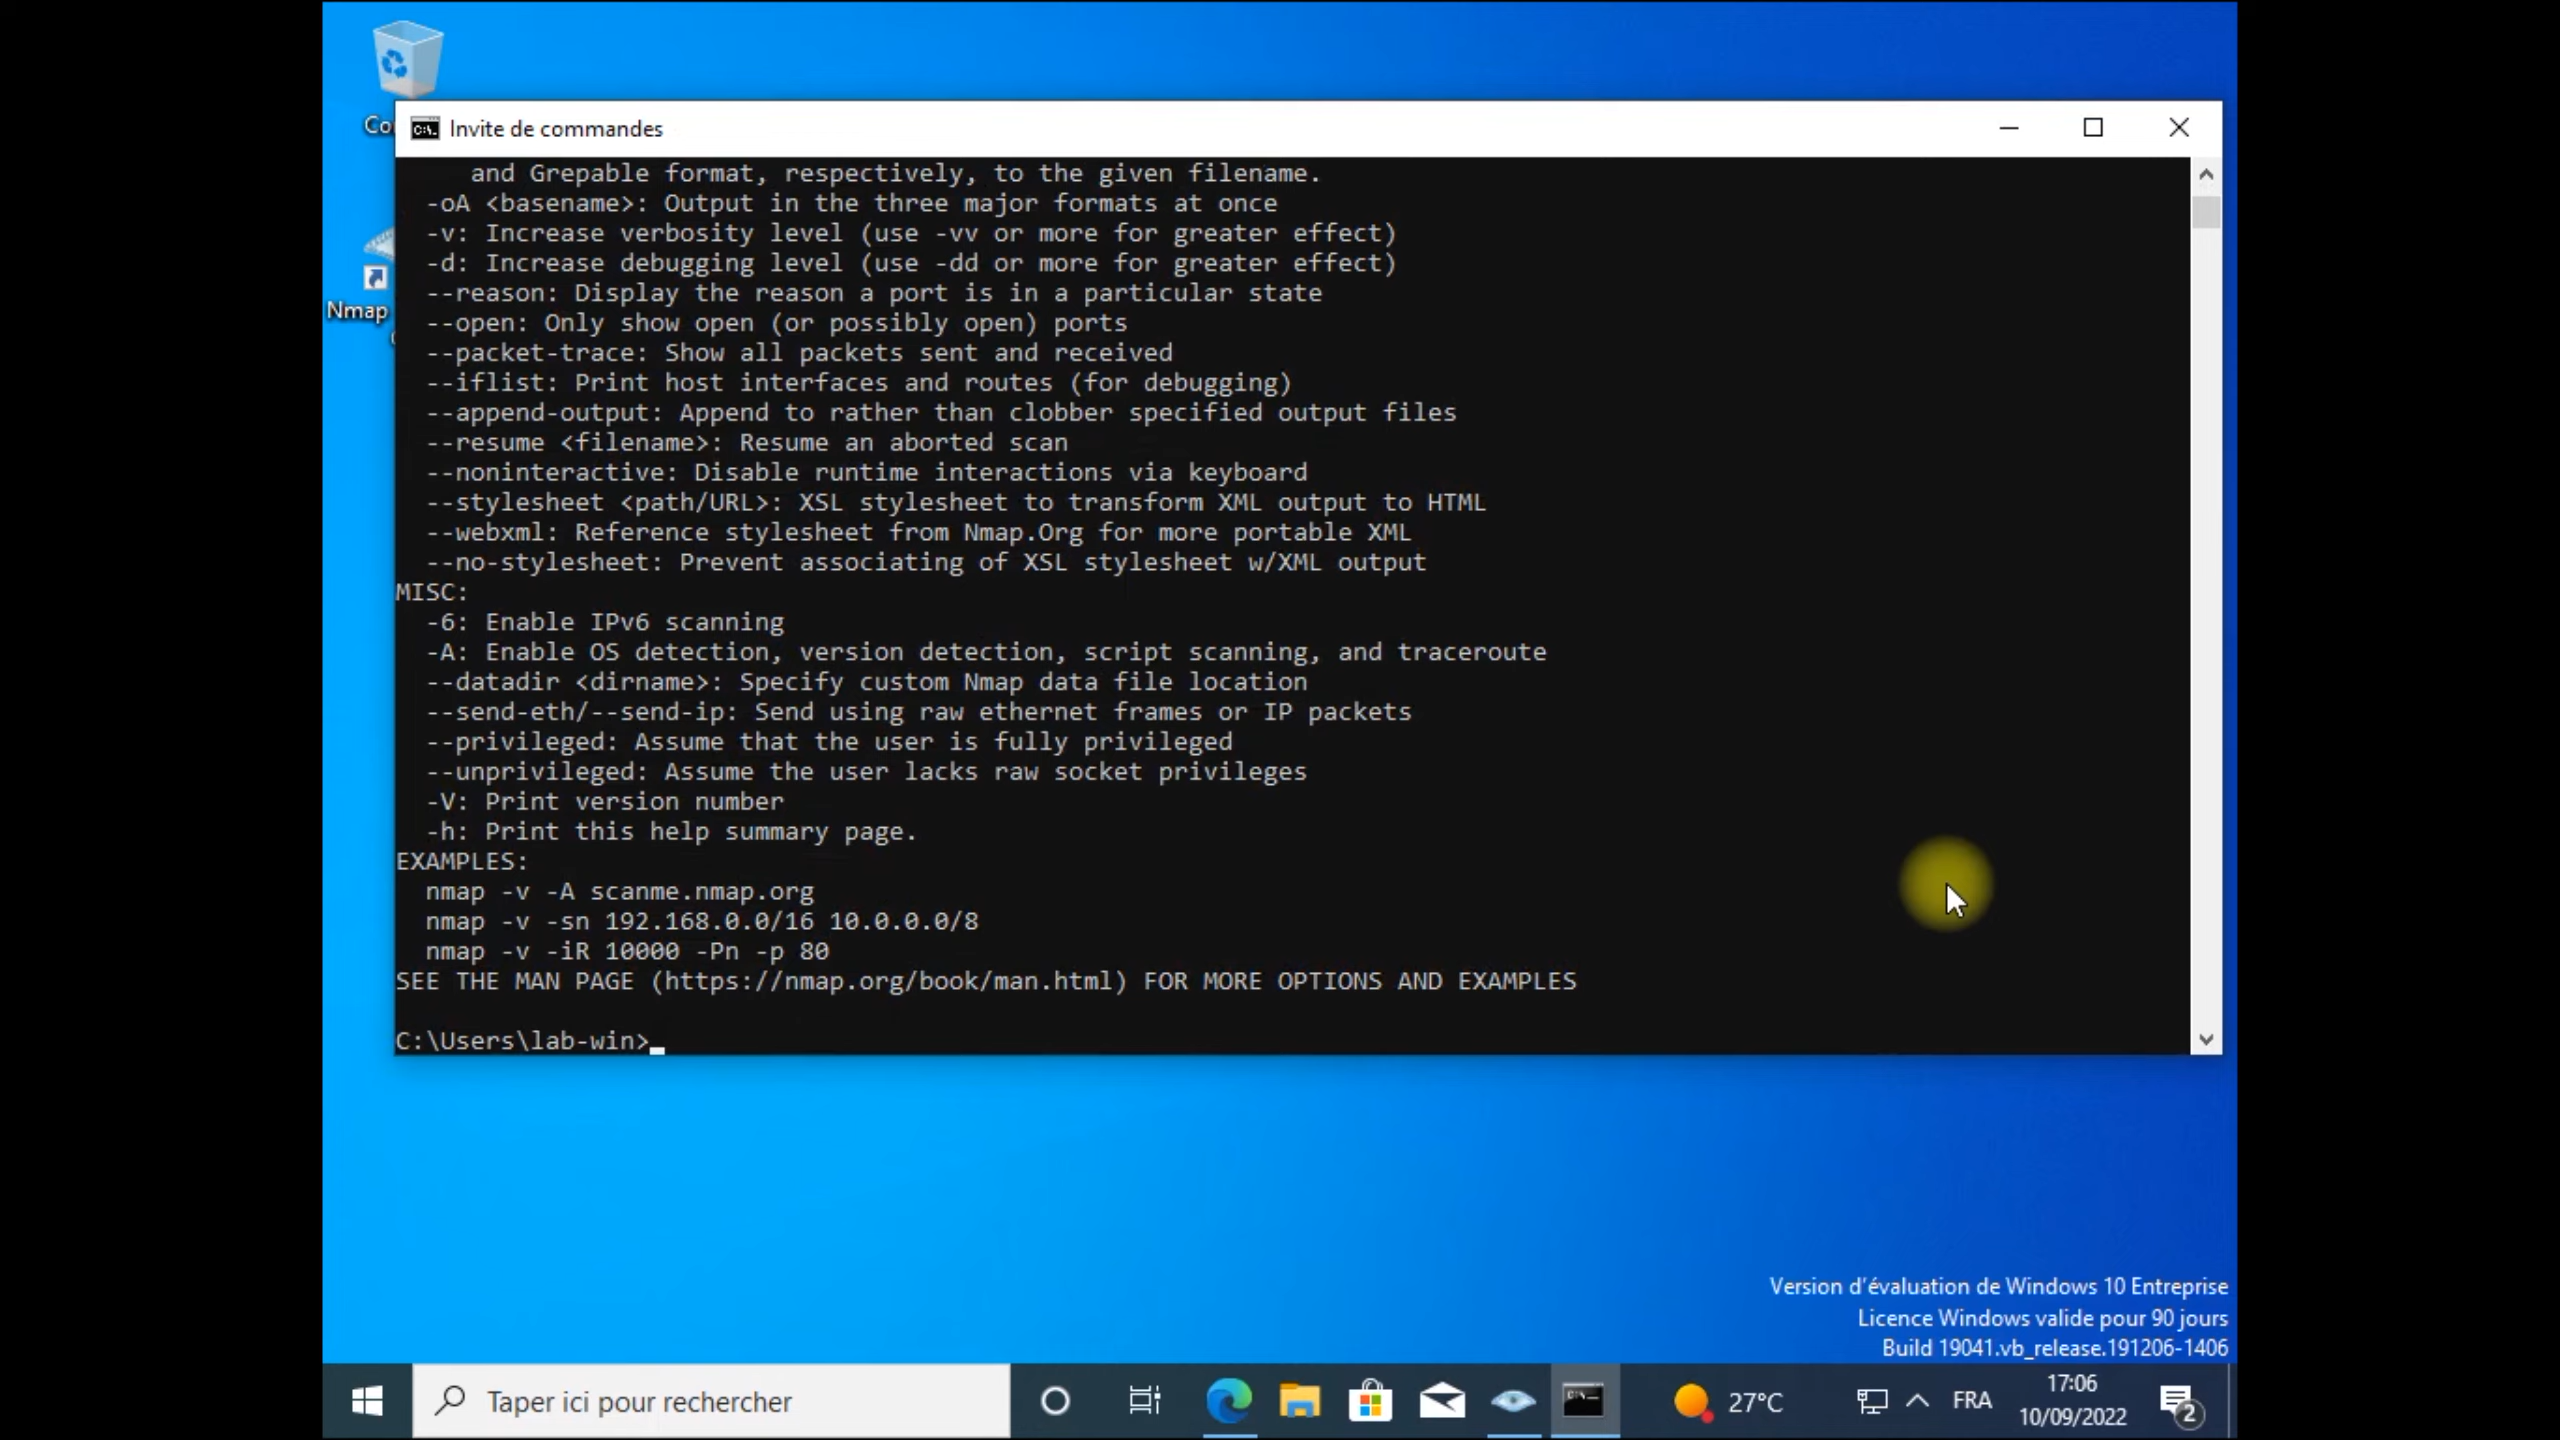 Invite de commandes
and Grepable format, respectively, to the given filename.
-oA <basename>: Output in the three major formats at once
-v: Increase verbosity level (use -vv or more for greater effect)
-d: Increase debugging level (use -dd or more for greater effect)
--reason: Display the reason a port is in a particular state
--open: Only show open (or possibly open) ports
--packet-trace: Show all packets sent and received
--iflist: Print host interfaces and routes (for debugging)
--append-output: Append to rather than clobber specified output files
--resume <filename>: Resume an aborted scan
--noninteractive: Disable runtime interactions via keyboard
--stylesheet <path/URL>: XSL stylesheet to transform XML output to HTML
--webxml: Reference stylesheet from Nmap.Org for more portable XML
--no-stylesheet: Prevent associating of XSL stylesheet w/XML output
MISC:
-6: Enable IPv6 scanning
-A: Enable OS detection, version detection, script scanning, and traceroute
--datadir <dirname>: Specify custom Nmap data file location
--send-eth/--send-ip: Send using raw ethernet frames or IP packets
--privileged: Assume that the user is fully privileged
--unprivileged: Assume the user lacks raw socket privileges
-V: Print version number
-h: Print this help summary page.
EXAMPLES:
nmap -v -A scanme.nmap.org
nmap -v -sn 192.168.0.0/16 10.0.0.0/8
nmap -v -iR 10000 -Pn -p 80
SEE THE MAN PAGE (https://nmap.org/book/man.html) FOR MORE OPTIONS AND EXAMPLES
C:\Users\lab-win>
Nmap
Version d'évaluation de Windows 10 Entreprise
Licence Windows valide pour 90 jours
Build 19041.vb_release.191206-1406
Taper ici pour rechercher
27°C
FRA
17:06
10/09/2022
2